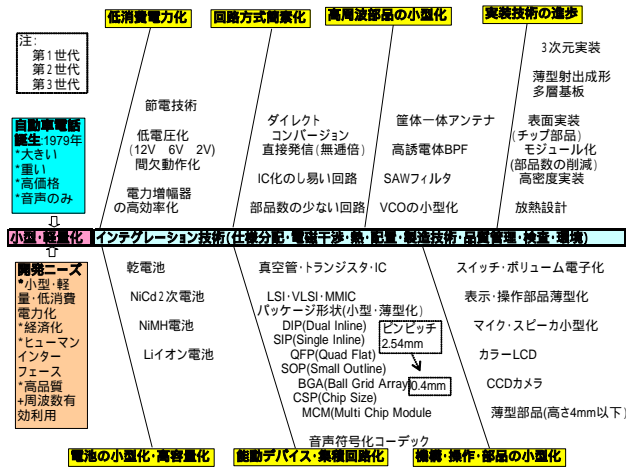 低消費電力化
回路方式簡素化
高周波部品の小型化
実装技術の進歩
注:
第1世代
第2世代
第3世代
自動車電話
誕生:1979年
*大きい
*重い
*高価格
*音声のみ
節電技術
低電圧化
(12V 6V 2V)
間欠動作化
電力増幅器
の高効率化
ダイレクト
コンバージョン
直接発信(無逓倍)
IC化のし易い回路
部品数の少ない回路
筐体一体アンテナ
高誘電体BPF
SAWフィルタ
VCOの小型化
3次元実装
薄型射出成形
多層基板
表面実装
(チップ部品)
モジュール化
(部品数の削減)
高密度実装
放熱設計
小型・軽量化
インテグレーション技術(仕様分配・電磁干渉・熱・配置・製造技術・品質管理・検査・環境)
開発ニーズ
*小型・軽
量・低消費
電力化
*経済化
*ヒューマン
インター
フェース
*高品質
+周波数有
効利用
乾電池
NiCd2次電池
NiMH電池
Liイオン電池
真空管・トランジスタ・IC
LSI・VLSI・MMIC
パッケージ形状(小型・薄型化)
DIP(Dual Inline)
SIP(Single Inline)
QFP(Quad Flat)
SOP(Small Outline)
BGA(Ball Grid Array)
CSP(Chip Size)
MCM(Multi Chip Module
音声符号化コーデック
ピンピッチ
2.54mm
0.4mm
スイッチ・ボリューム電子化
表示・操作部品薄型化
マイク・スピーカ小型化
カラーLCD
CCDカメラ
薄型部品(高さ4mm以下)
電池の小型化・高容量化
能動デバイス・集積回路化
機構・操作・部品の小型化